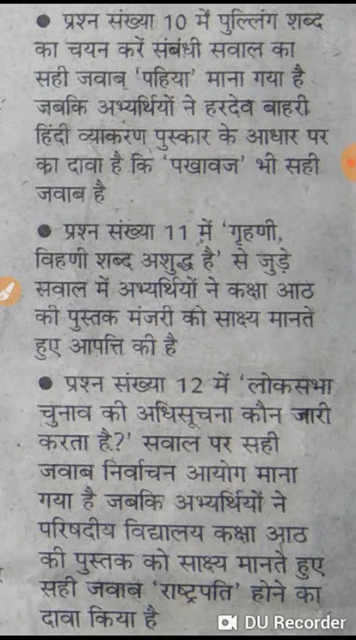 ● प्रश्न संख्या 10 में पुल्लिंग शब्द
का चयन करें संबंधी सवाल का
सही जवाब 'पहिया' माना गया है
जबकि अभ्यर्थियों ने हरदेव बाहरी
हिंदी व्याकरण पुस्कार के आधार पर
का दावा है कि 'पखावज' भी सही
जवाब है
● प्रश्न संख्या 11 में 'गृहणी,
विहणी शब्द अशुद्ध है' से जुड़े
सवाल में अभ्यर्थियों ने कक्षा आठ
की पुस्तक मंजरी को साक्ष्य मानते
हुए आपत्ति की है
● प्रश्न संख्या 12 में 'लोकसभा
चुनाव की अधिसूचना कौन जारी
करता है?' सवाल पर सही
जवाब निर्वाचन आयोग माना
गया है जबकि अभ्यर्थियों ने
परिषदीय विद्यालय कक्षा आठ
की पुस्तक को साक्ष्य मानते हुए
सही जवाब 'राष्ट्रपति' होने का
दावा किया है
DU Recorder